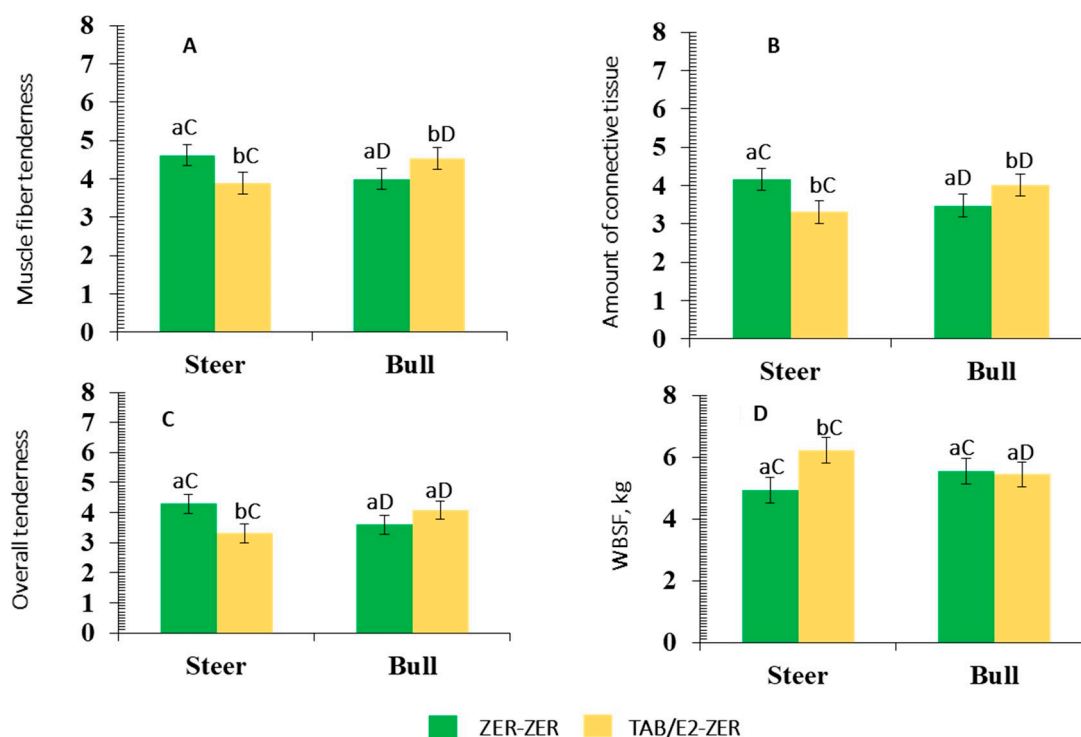 A
Muscle fiber tenderness
8
7
6
5
4
3
2
1
0
aC
bC
aD
bD
Steer
Bull
B
Amount of connective tissue
8
7
6
5
4
3
2
1
0
aC
bC
aD
bD
Steer
Bull
C
Overall tenderness
8
7
6
5
4
3
2
1
0
aC
bC
aD
aD
Steer
Bull
D
WBSF, kg
8
6
4
2
0
aC
bC
aC
aD
Steer
Bull
ZER-ZER
TAB/E2-ZER